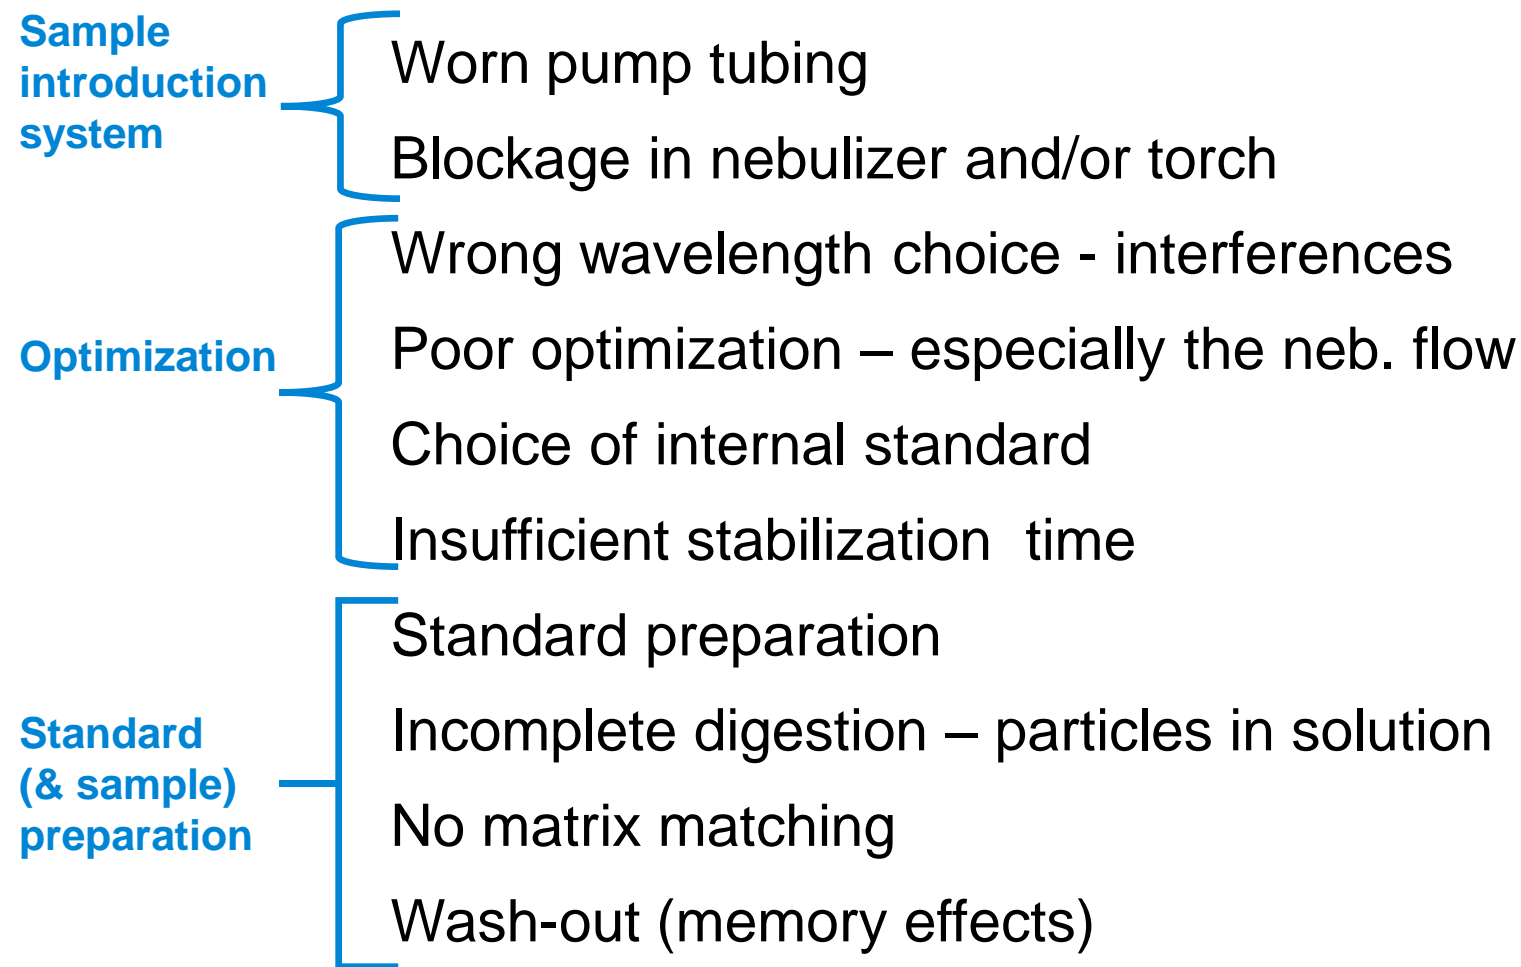 Sample
introduction
system
Worn pump tubing
Blockage in nebulizer and/or torch
Optimization
Wrong wavelength choice - interferences
Poor optimization – especially the neb. flow
Choice of internal standard
Insufficient stabilization  time
Standard
(& sample)
preparation
Standard preparation
Incomplete digestion – particles in solution
No matrix matching
Wash-out (memory effects)